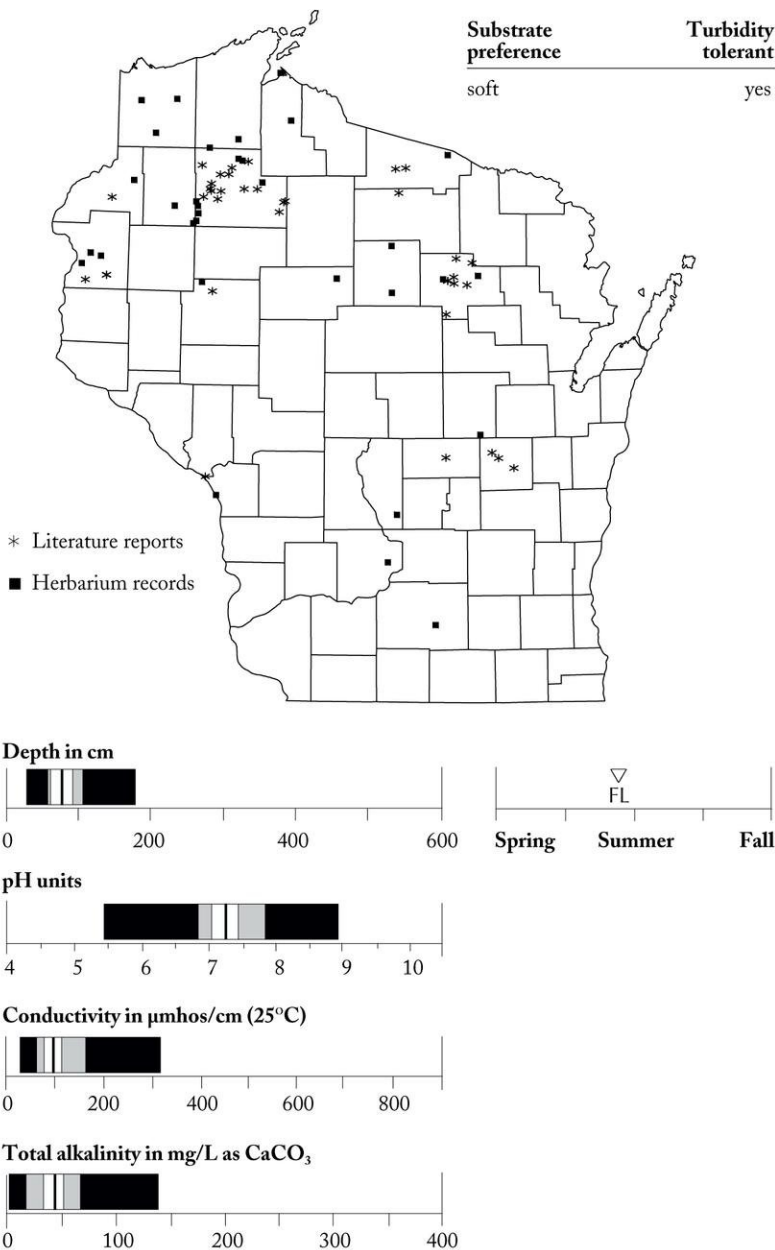 Substrate preference Turbidity tolerant
soft yes
* Literature reports
■ Herbarium records
Depth in cm
0 200 400 600
FL
Spring Summer Fall
pH units
4 5 6 7 8 9 10
Conductivity in µmhos/cm (25°C)
0 200 400 600 800
Total alkalinity in mg/L as CaCO₃
0 100 200 300 400